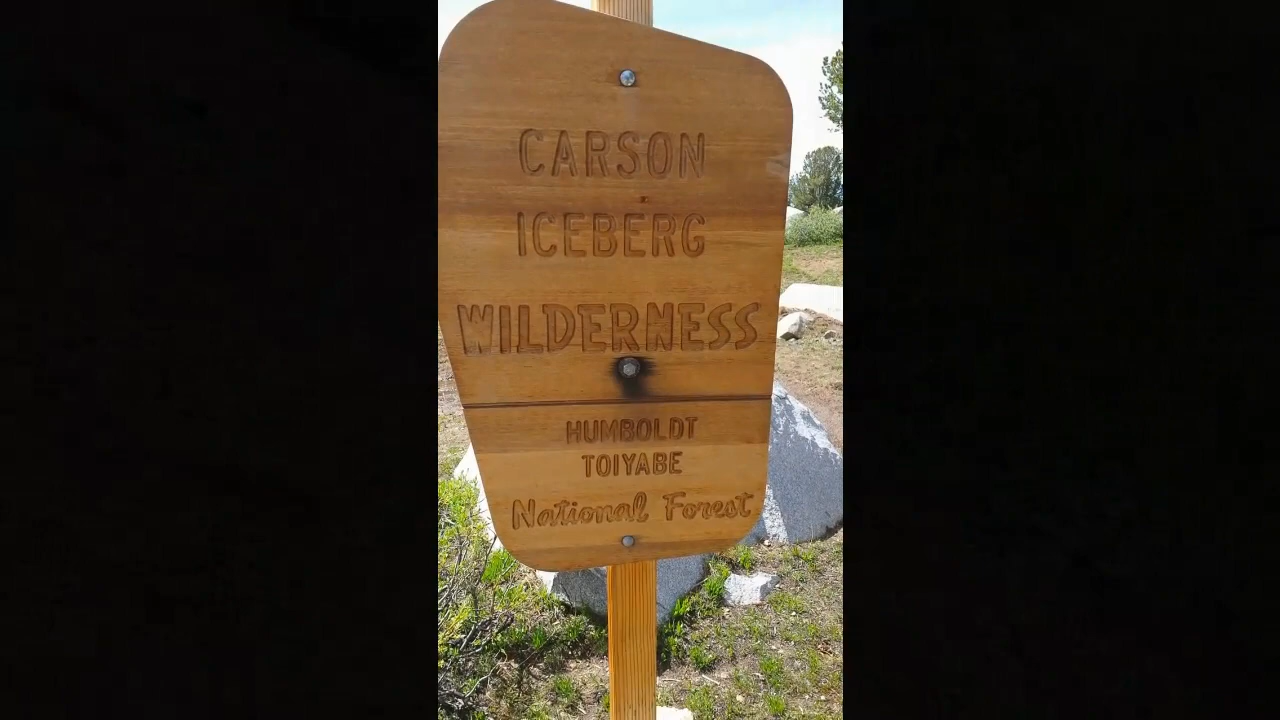 CARSON
ICEBERG
WILDERNESS
HUMBOLDT
TOIYABE
National Forest